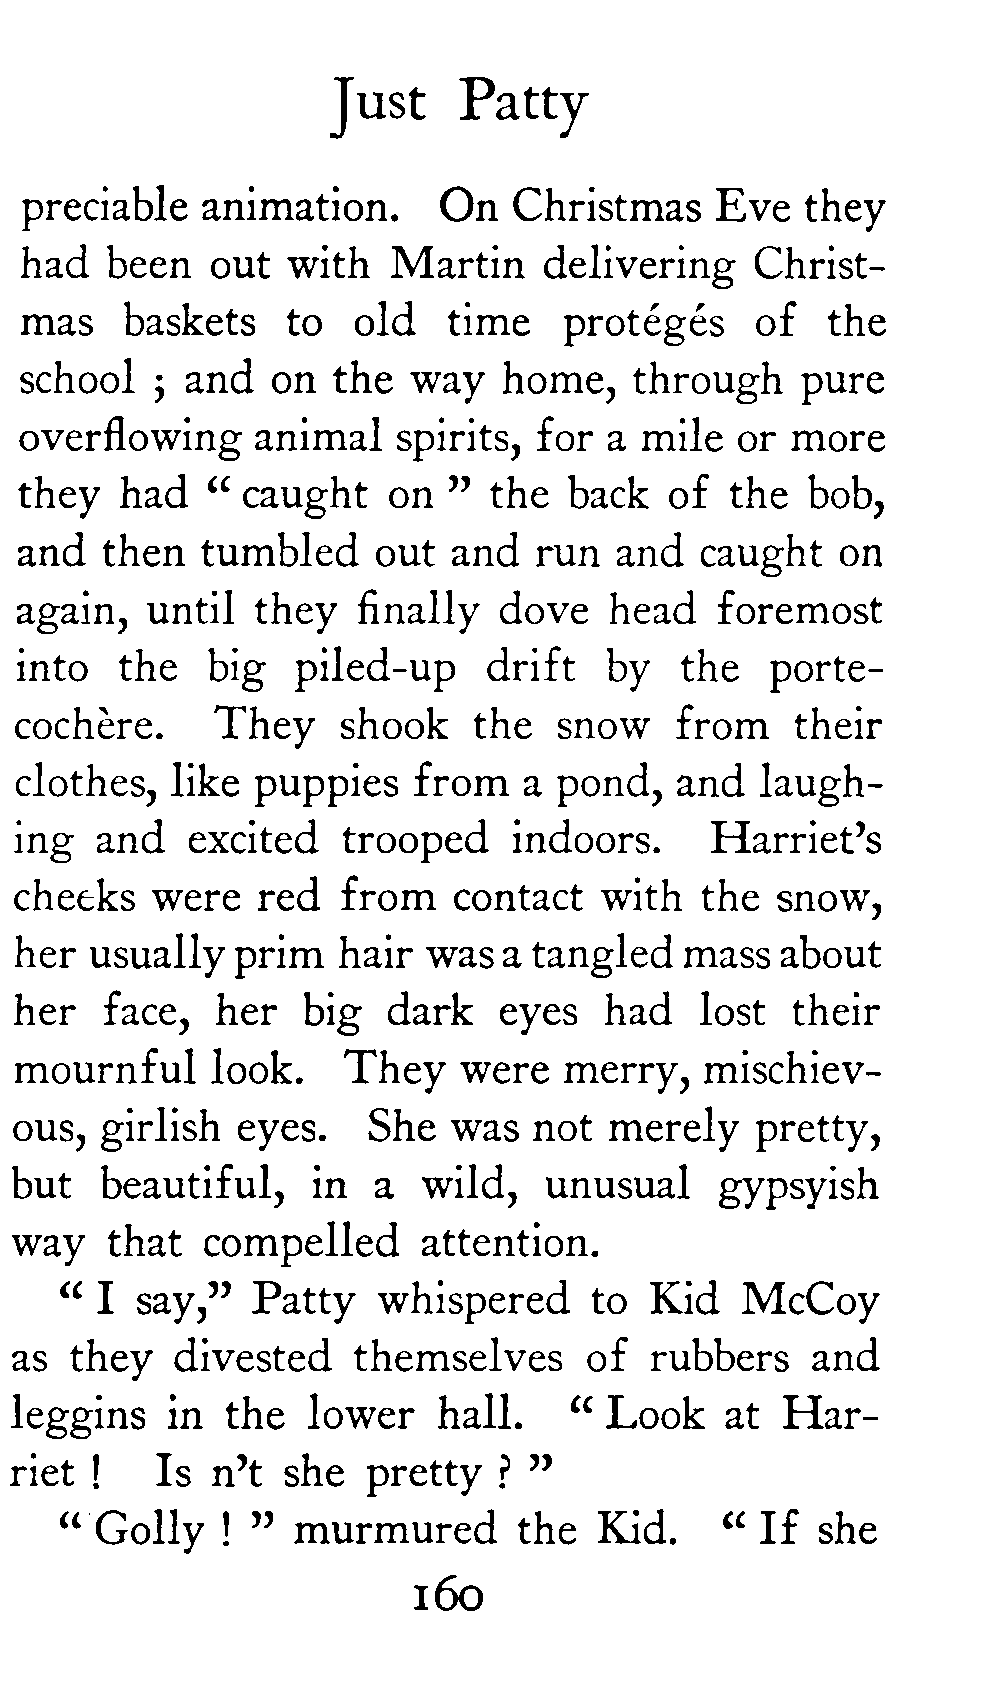 Just Patty
preciable animation. On Christmas Eve they
had been out with Martin delivering Christ-
mas baskets to old time protégés of the
school ; and on the way home, through pure
overflowing animal spirits, for a mile or more
they had “ caught on ” the back of the bob,
and then tumbled out and run and caught on
again, until they finally dove head foremost
into the big piled-up drift by the porte-
cochère. They shook the snow from their
clothes, like puppies from a pond, and laugh-
ing and excited trooped indoors. Harriet’s
cheeks were red from contact with the snow,
her usually prim hair was a tangled mass about
her face, her big dark eyes had lost their
mournful look. They were merry, mischiev-
ous, girlish eyes. She was not merely pretty,
but beautiful, in a wild, unusual gypsyish
way that compelled attention.
“ I say,” Patty whispered to Kid McCoy
as they divested themselves of rubbers and
leggins in the lower hall. “ Look at Har-
riet ! Is n’t she pretty ? ”
“ Golly ! ” murmured the Kid. “ If she
160